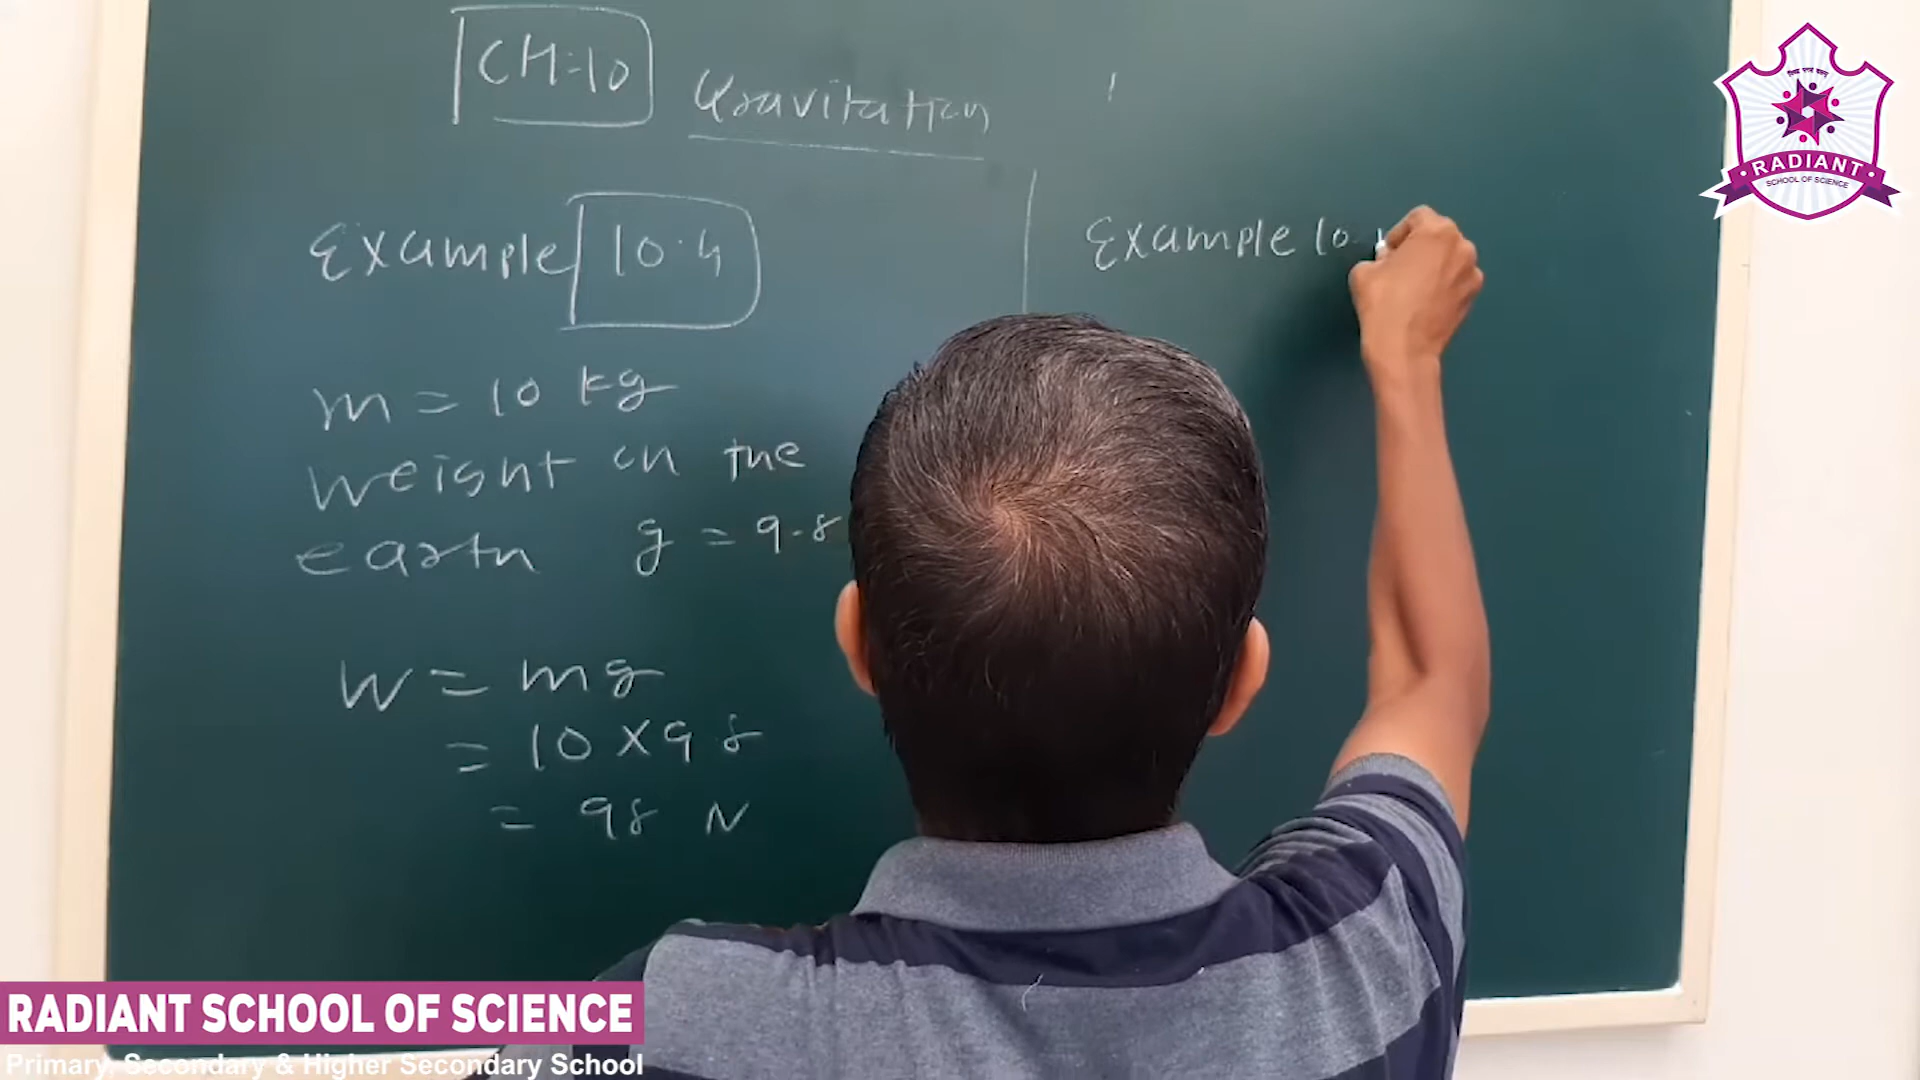 CH:10 Gravitation
Example 10.4
m = 10 kg
weight on the
earth g = 9.8
W = mg
= 10 × 9.8
= 98 N
Example 10.
RADIANT
SCHOOL OF SCIENCE
RADIANT SCHOOL OF SCIENCE
Primary, Secondary & Higher Secondary School